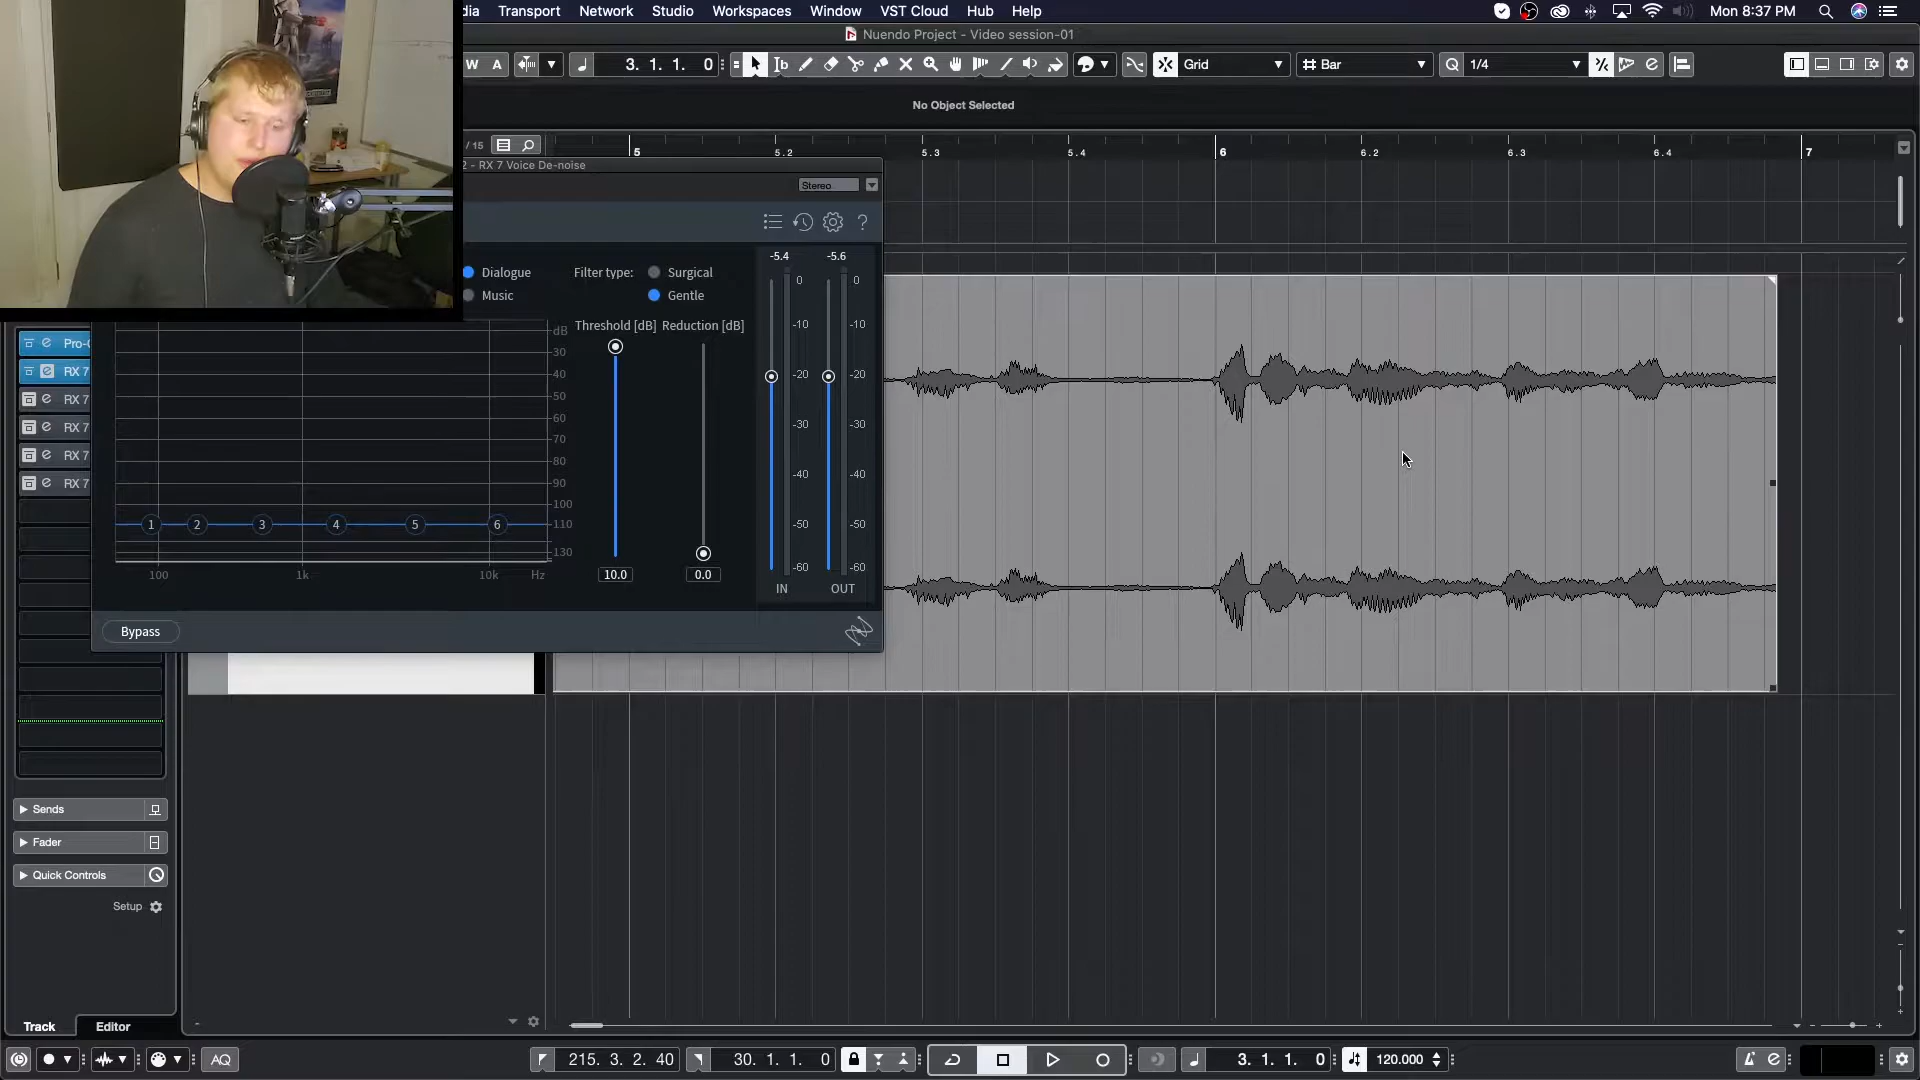 dia Transport Network Studio Workspaces Window VST Cloud Hub Help Mon 8:37 PM
Nuendo Project - Video session-01
W A 3. 1. 1. 0 Grid Bar Q 1/4
No Object Selected
/ 15 5 5.2 5.3 5.4 6 6.2 6.3 6.4 7
2 - RX 7 Voice De-noise
Stereo
?
-5.4 -5.6
Dialogue Filter type: Surgical
Music Gentle
Threshold [dB] Reduction [dB]
dB
30
40
50
60
70
80
90
100
110
130
0 0
-10 -10
-20 -20
-30 -30
-40 -40
-50 -50
-60 -60
1 2 3 4 5 6
100 1k 10k Hz 10.0 0.0
IN OUT
Bypass
Pro-
RX 7
RX 7
RX 7
RX 7
RX 7
Sends
Fader
Quick Controls
Setup
Track Editor
AQ 215. 3. 2. 40 30. 1. 1. 0 3. 1. 1. 0 120.000